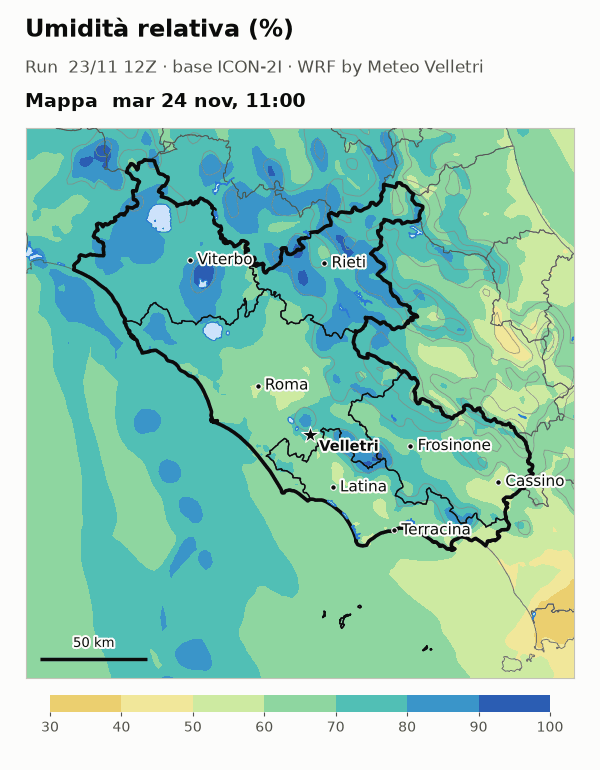 Umidità relativa (%)
Run  23/11 12Z · base ICON-2I · WRF by Meteo Velletri
Mappa  mar 24 nov, 11:00
Viterbo
Rieti
Roma
Velletri
Frosinone
Cassino
Latina
Terracina
50 km
30 40 50 60 70 80 90 100